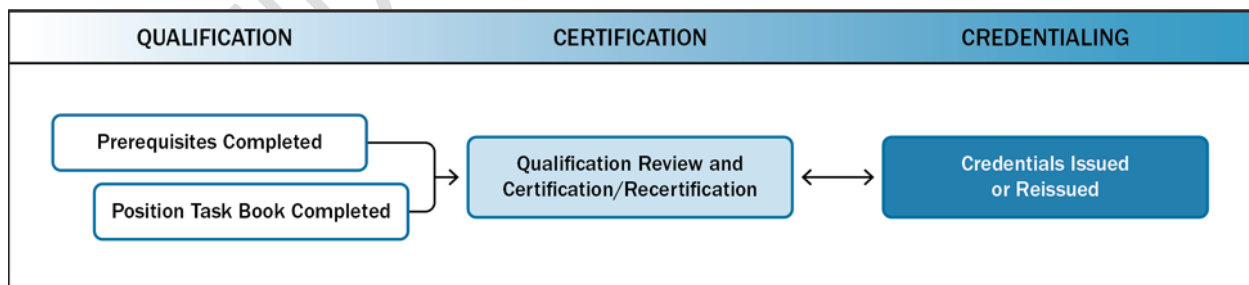 QUALIFICATION
CERTIFICATION
CREDENTIALING
Prerequisites Completed
Position Task Book Completed
Qualification Review and
Certification/Recertification
Credentials Issued
or Reissued